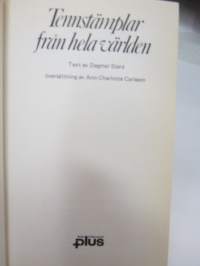 Tennstämplar
från hela världen
Text av Dagmar Stará
översättning av Ann Charlotte Carlsson
plus